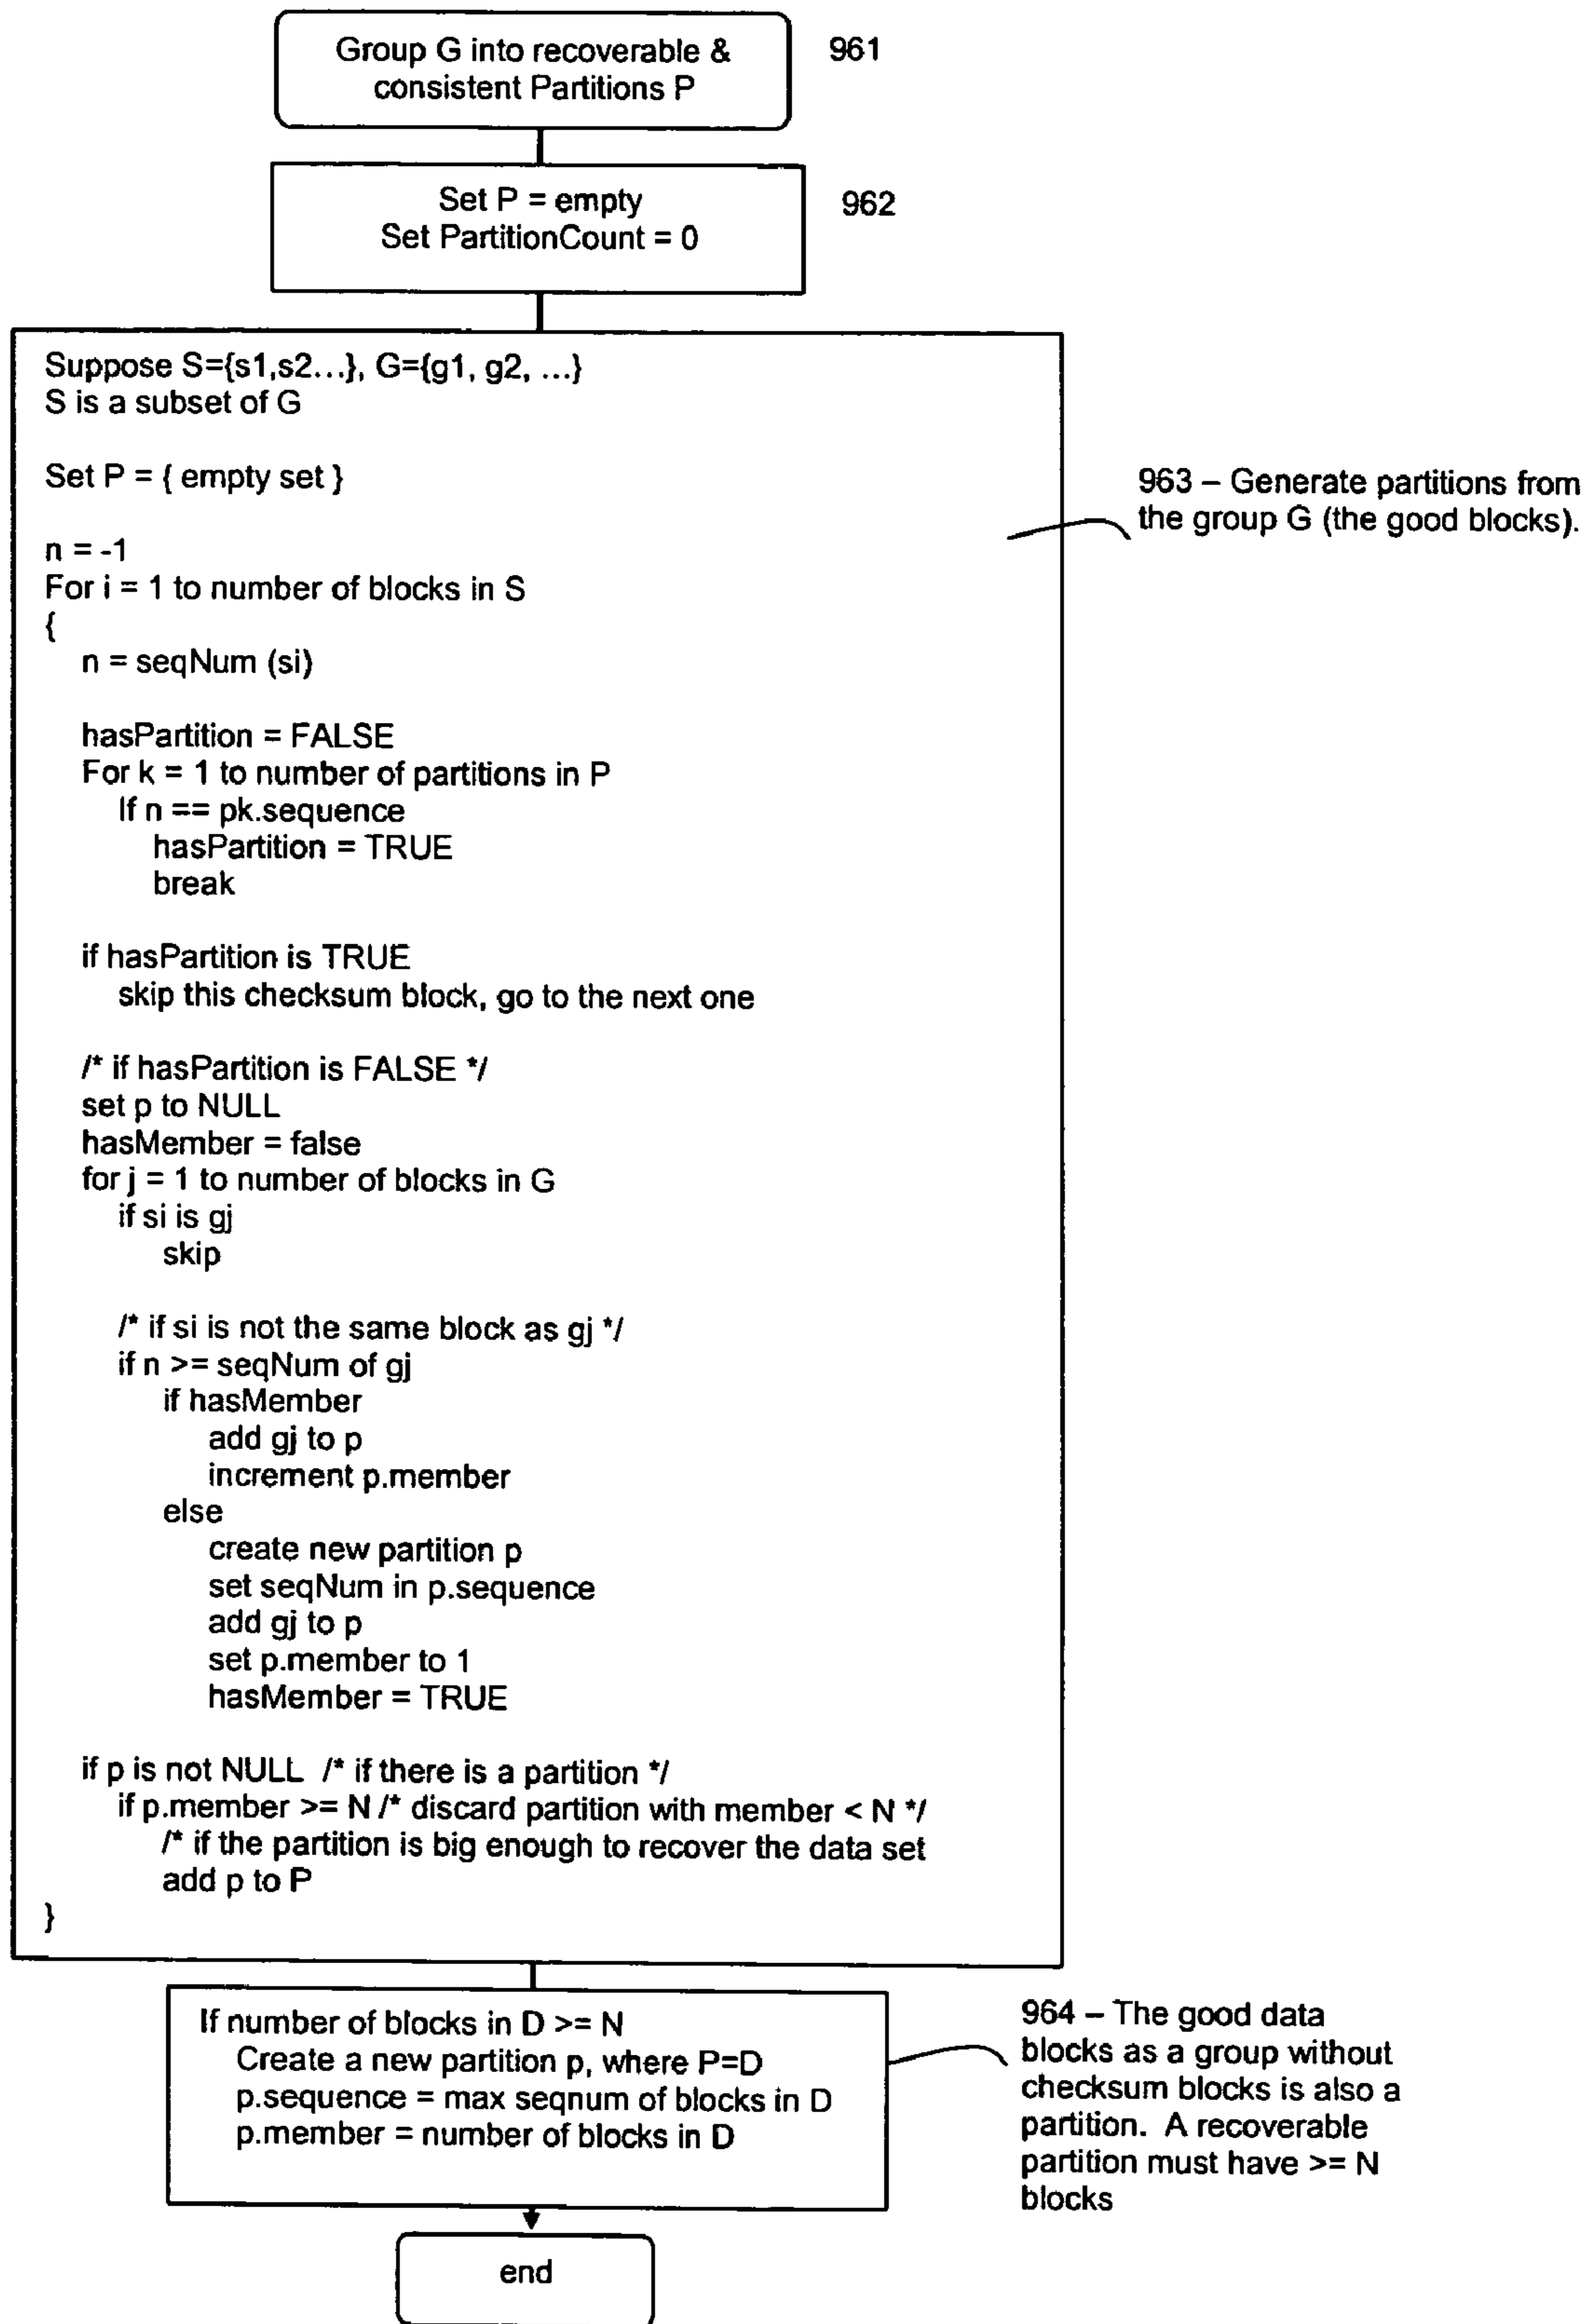 Group G into recoverable &
consistent Partitions P
961
Set P = empty
Set PartitionCount = 0
962
Suppose S={s1,s2...}, G={g1, g2, ...}
S is a subset of G
Set P = { empty set }
n = -1
For i = 1 to number of blocks in S
{
n = seqNum (si)
hasPartition = FALSE
For k = 1 to number of partitions in P
If n == pk.sequence
hasPartition = TRUE
break
if hasPartition is TRUE
skip this checksum block, go to the next one
/* if hasPartition is FALSE */
set p to NULL
hasMember = false
for j = 1 to number of blocks in G
if si is gj
skip
/* if si is not the same block as gj */
if n >= seqNum of gj
if hasMember
add gj to p
increment p.member
else
create new partition p
set seqNum in p.sequence
add gj to p
set p.member to 1
hasMember = TRUE
if p is not NULL /* if there is a partition */
if p.member >= N /* discard partition with member < N */
/* if the partition is big enough to recover the data set
add p to P
}
963 – Generate partitions from
the group G (the good blocks).
If number of blocks in D >= N
Create a new partition p, where P=D
p.sequence = max seqnum of blocks in D
p.member = number of blocks in D
964 – The good data
blocks as a group without
checksum blocks is also a
partition. A recoverable
partition must have >= N
blocks
end